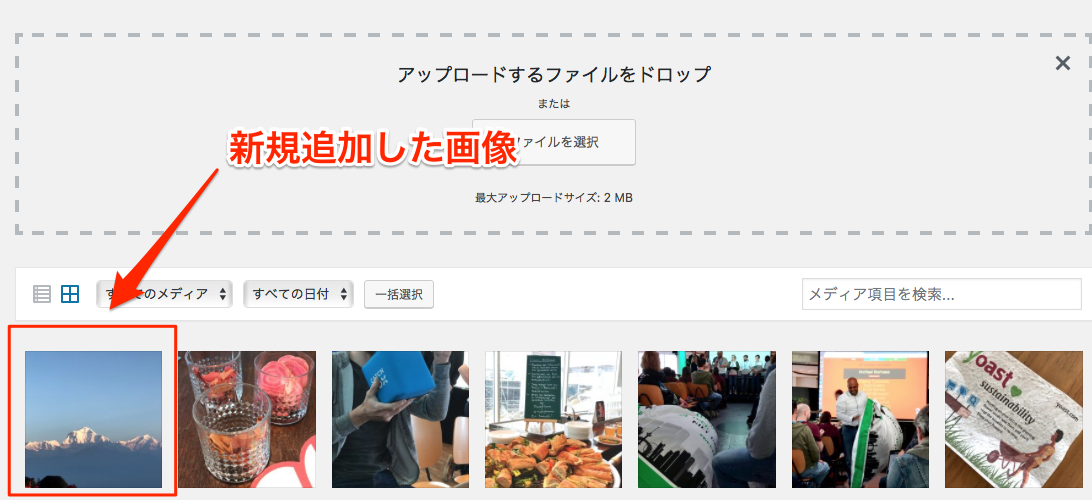 アップロードするファイルをドロップ
または
新規追加した画像
ァイルを選択
最大アップロードサイズ: 2 MB
てのメディア
すべての日付
一括選択
メディア項目を検索...
yoast
sustainability